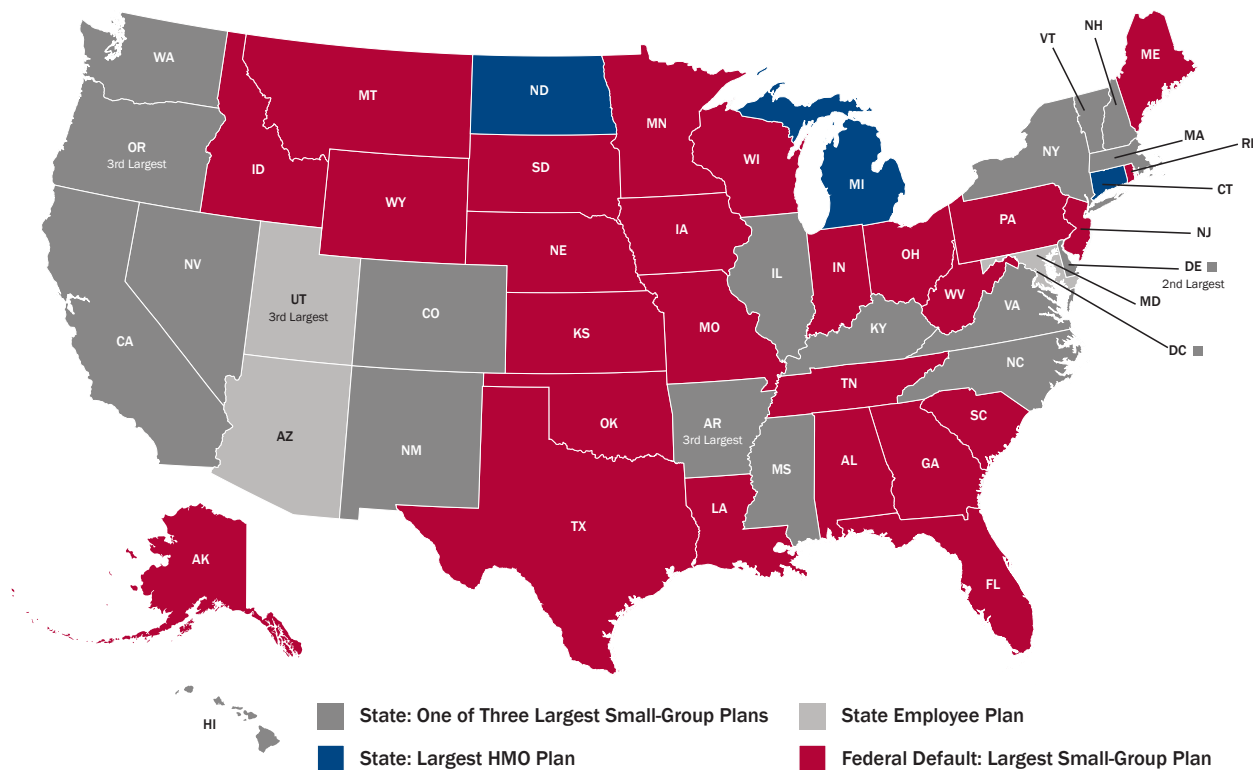 WA
OR
3rd Largest
CA
NV
ID
MT
WY
UT
3rd Largest
AZ
CO
NM
ND
SD
NE
KS
OK
TX
MN
IA
MO
AR
3rd Largest
LA
WI
IL
MS
MI
IN
OH
KY
TN
AL
GA
FL
SC
NC
VA
WV
PA
NY
VT
NH
ME
MA
RI
CT
NJ
DE
2nd Largest
MD
DC
AK
HI
State: One of Three Largest Small-Group Plans
State Employee Plan
State: Largest HMO Plan
Federal Default: Largest Small-Group Plan